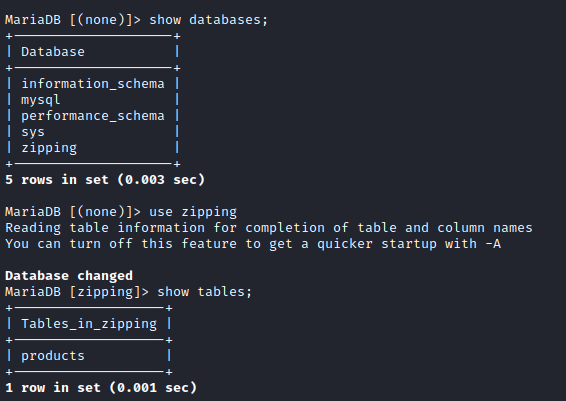 MariaDB [(none)]> show databases;
+--------------------+
| Database           |
+--------------------+
| information_schema |
| mysql              |
| performance_schema |
| sys                |
| zipping            |
+--------------------+
5 rows in set (0.003 sec)
MariaDB [(none)]> use zipping
Reading table information for completion of table and column names
You can turn off this feature to get a quicker startup with -A
Database changed
MariaDB [zipping]> show tables;
+-------------------+
| Tables_in_zipping |
+-------------------+
| products          |
+-------------------+
1 row in set (0.001 sec)